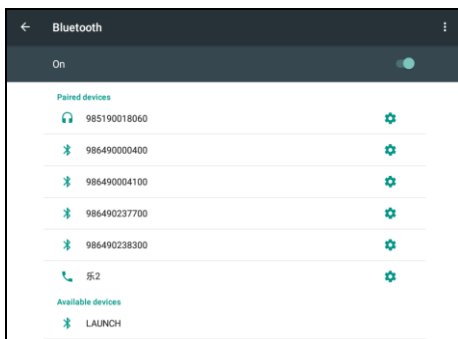 Bluetooth
On
Paired devices
985190018060
986490000400
986490004100
986490237700
986490238300
乐2
Available devices
LAUNCH